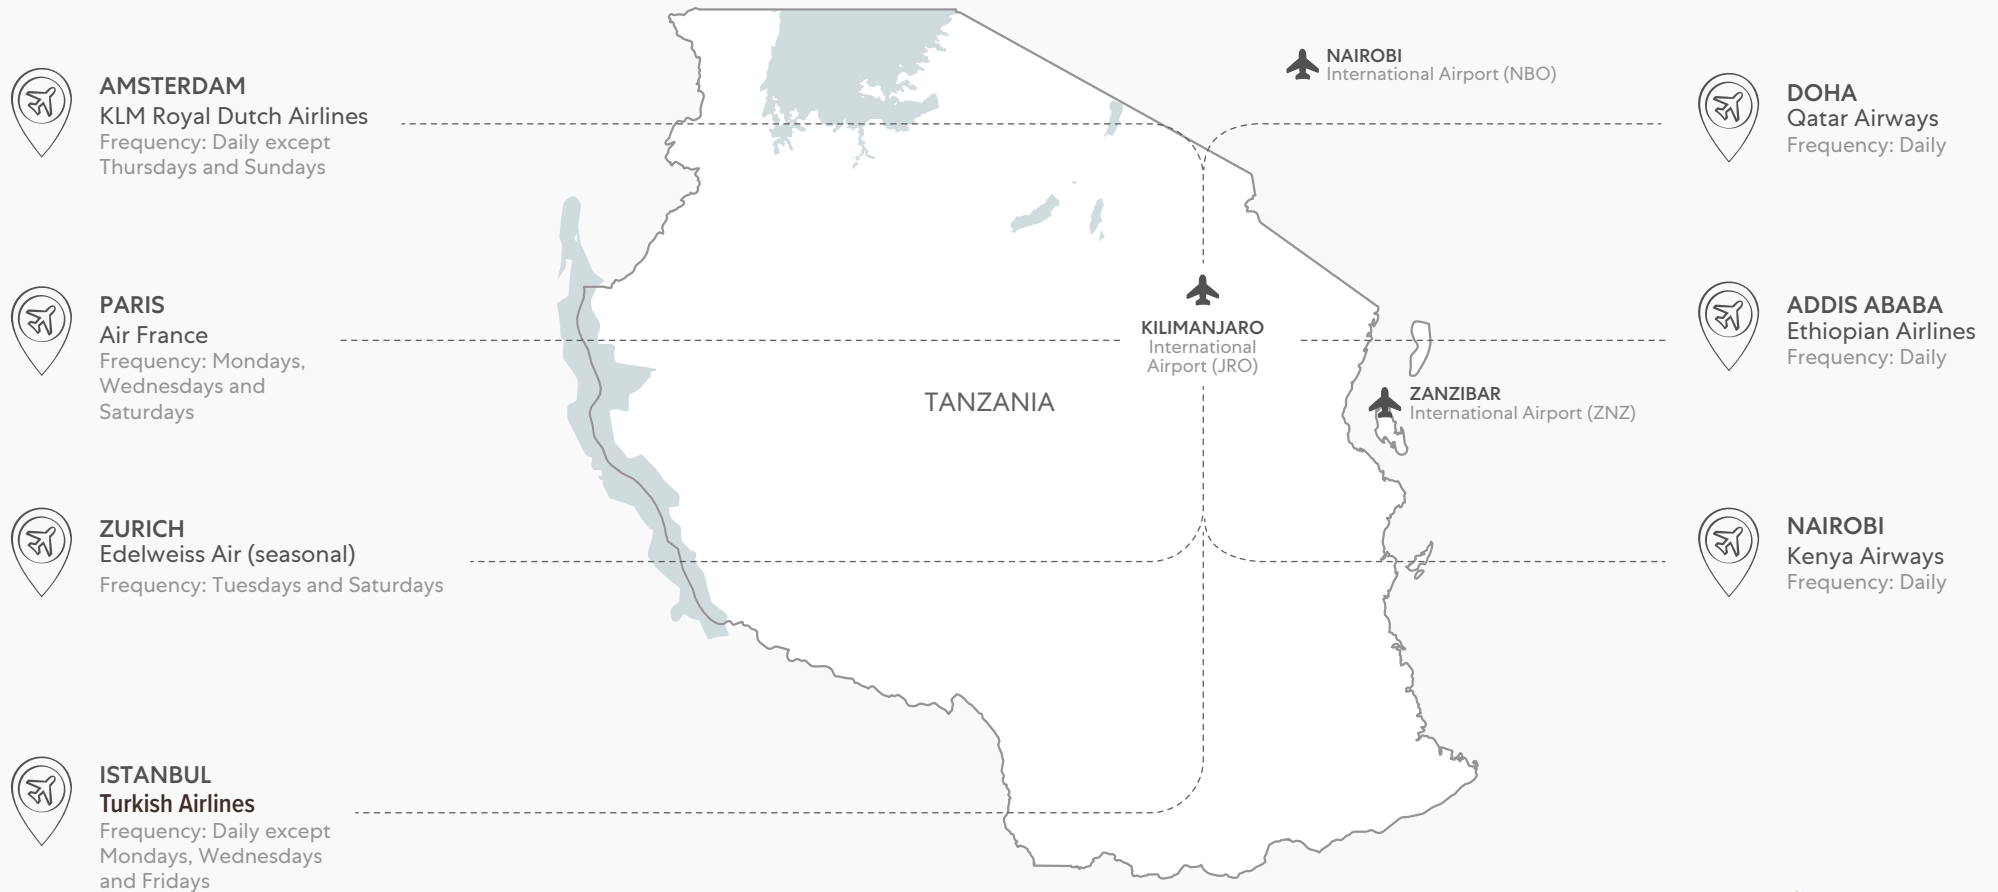 AMSTERDAM
KLM Royal Dutch Airlines
Frequency: Daily except
Thursdays and Sundays
PARIS
Air France
Frequency: Mondays,
Wednesdays and
Saturdays
ZURICH
Edelweiss Air (seasonal)
Frequency: Tuesdays and Saturdays
ISTANBUL
Turkish Airlines
Frequency: Daily except
Mondays, Wednesdays
and Fridays
NAIROBI
International Airport (NBO)
KILIMANJARO
International
Airport (JRO)
TANZANIA
ZANZIBAR
International Airport (ZNZ)
DOHA
Qatar Airways
Frequency: Daily
ADDIS ABABA
Ethiopian Airlines
Frequency: Daily
NAIROBI
Kenya Airways
Frequency: Daily